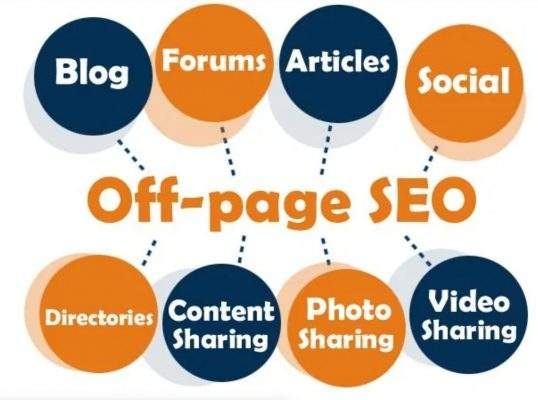 Blog
Forums
Articles
Social
Off-page SEO
Directories
Content
Sharing
Photo
Sharing
Video
Sharing